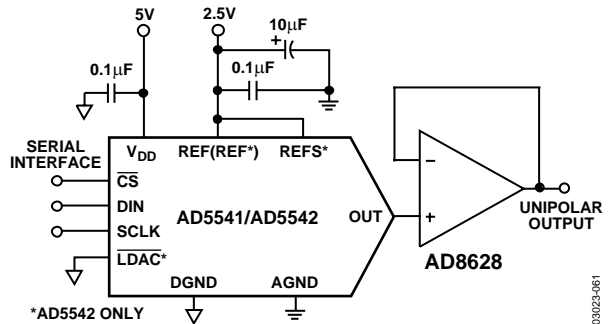 5V
2.5V
10μF
+
0.1μF
0.1μF
SERIAL
INTERFACE
VDD
REF(REF*)
REFS*
CS
DIN
SCLK
LDAC*
AD5541/AD5542
OUT
DGND
AGND
*AD5542 ONLY
−
+
AD8628
UNIPOLAR
OUTPUT
03023-061